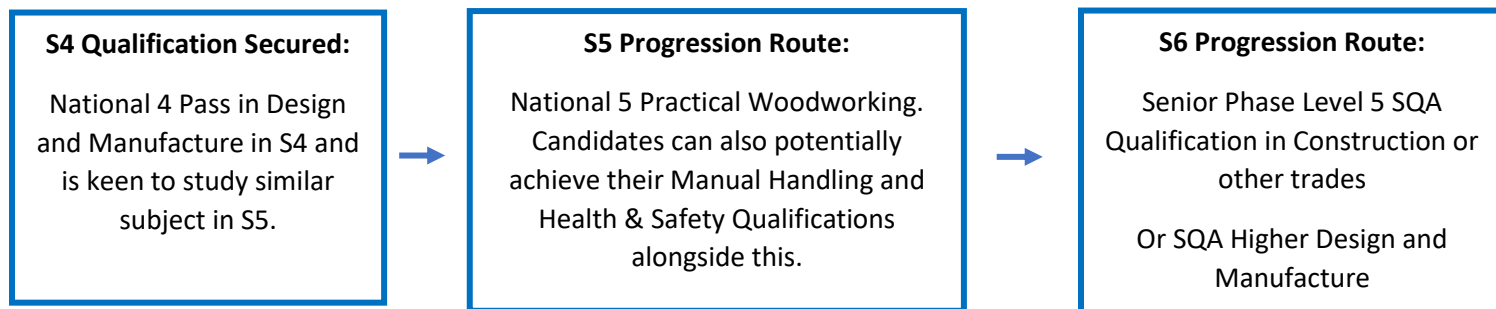 S4 Qualification Secured:
National 4 Pass in Design
and Manufacture in S4 and
is keen to study similar
subject in S5.
S5 Progression Route:
National 5 Practical Woodworking.
Candidates can also potentially
achieve their Manual Handling and
Health & Safety Qualifications
alongside this.
S6 Progression Route:
Senior Phase Level 5 SQA
Qualification in Construction or
other trades
Or SQA Higher Design and
Manufacture